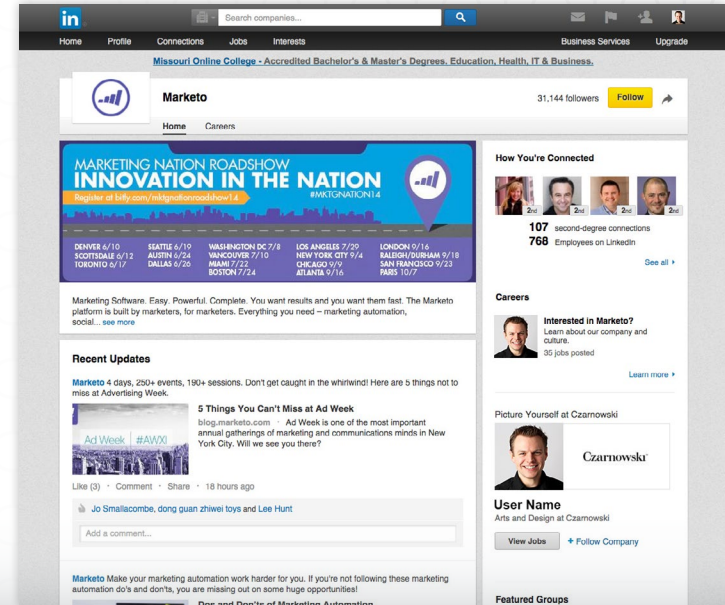 in
Search companies...
Home Profile Connections Jobs Interests Business Services Upgrade
Missouri Online College - Accredited Bachelor's & Master's Degrees. Education, Health, IT & Business.
Marketo
31,144 followers Follow
Home Careers
MARKETING NATION ROADSHOW
INNOVATION IN THE NATION
Register at bitly.com/mktgnationroadshow14
#MKTGNATION14
DENVER 6/10 SEATTLE 6/19 WASHINGTON DC 7/8 LOS ANGELES 7/29 LONDON 9/16
SCOTTSDALE 6/12 AUSTIN 6/24 VANCOUVER 7/10 NEW YORK CITY 9/4 RALEIGH/DURHAM 9/18
TORONTO 6/17 DALLAS 6/26 MIAMI 7/22 CHICAGO 9/9 SAN FRANCISCO 9/23
BOSTON 7/24 ATLANTA 9/16 PARIS 10/7
Marketing Software. Easy. Powerful. Complete. You want results and you want them fast. The Marketo
platform is built by marketers, for marketers. Everything you need – marketing automation,
social... see more
Recent Updates
Marketo 4 days, 250+ events, 190+ sessions. Don't get caught in the whirlwind! Here are 5 things not to
miss at Advertising Week.
Ad Week #AWXI
5 Things You Can't Miss at Ad Week
blog.marketo.com · Ad Week is one of the most important
annual gatherings of marketing and communications minds in New
York City. Will we see you there?
Like (3) · Comment · Share · 18 hours ago
Jo Smallacombe, dong guan zhiwei toys and Lee Hunt
Add a comment...
Marketo Make your marketing automation work harder for you. If you're not following these marketing
automation do's and don'ts, you are missing out on some huge opportunities!
Dos and Don'ts of Marketing Automation
How You're Connected
2nd 2nd 2nd 2nd
107 second-degree connections
768 Employees on LinkedIn
See all
Careers
Interested in Marketo?
Learn about our company and
culture.
35 jobs posted
Learn more
Picture Yourself at Czarnowski
Czarnowski
User Name
Arts and Design at Czarnowski
View Jobs + Follow Company
Featured Groups